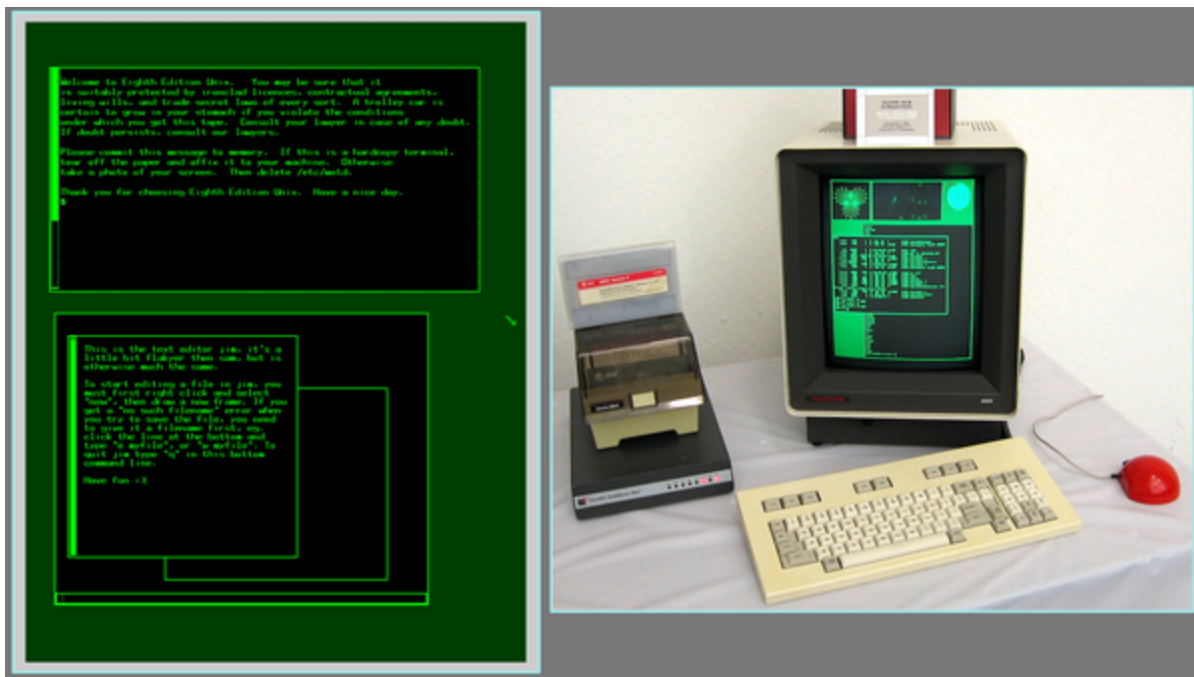 Welcome to Eighth Edition Unix. You may be sure that it
is suitably protected by ironclad licences, contractual agreements,
living wills, and trade secret laws of every sort. A trolley car is
certain to grow in your stomach if you violate the conditions
under which you got this tape. Consult your lawyer in case of any doubt.
If doubt persists, consult our lawyers.
Please commit this message to memory. If this is a hardcopy terminal,
tear off the paper and affix it to your machine. Otherwise
take a photo of your screen. Then delete /etc/motd.
Thank you for choosing Eighth Edition Unix. Have a nice day.
$
This is the text editor jim, it's a
little bit flakyer then sam, but is
otherwise much the same.
To start editing a file in jim, you
must first right click and select
"new", then draw a new frame. If you
get a "no such filename" error when
you try to save the file, you need
to give it a filename first, eg.
click the line at the bottom and
type "e myfile", or "w myfile". To
quit jim type "q" in this bottom
command line.
Have fun :)